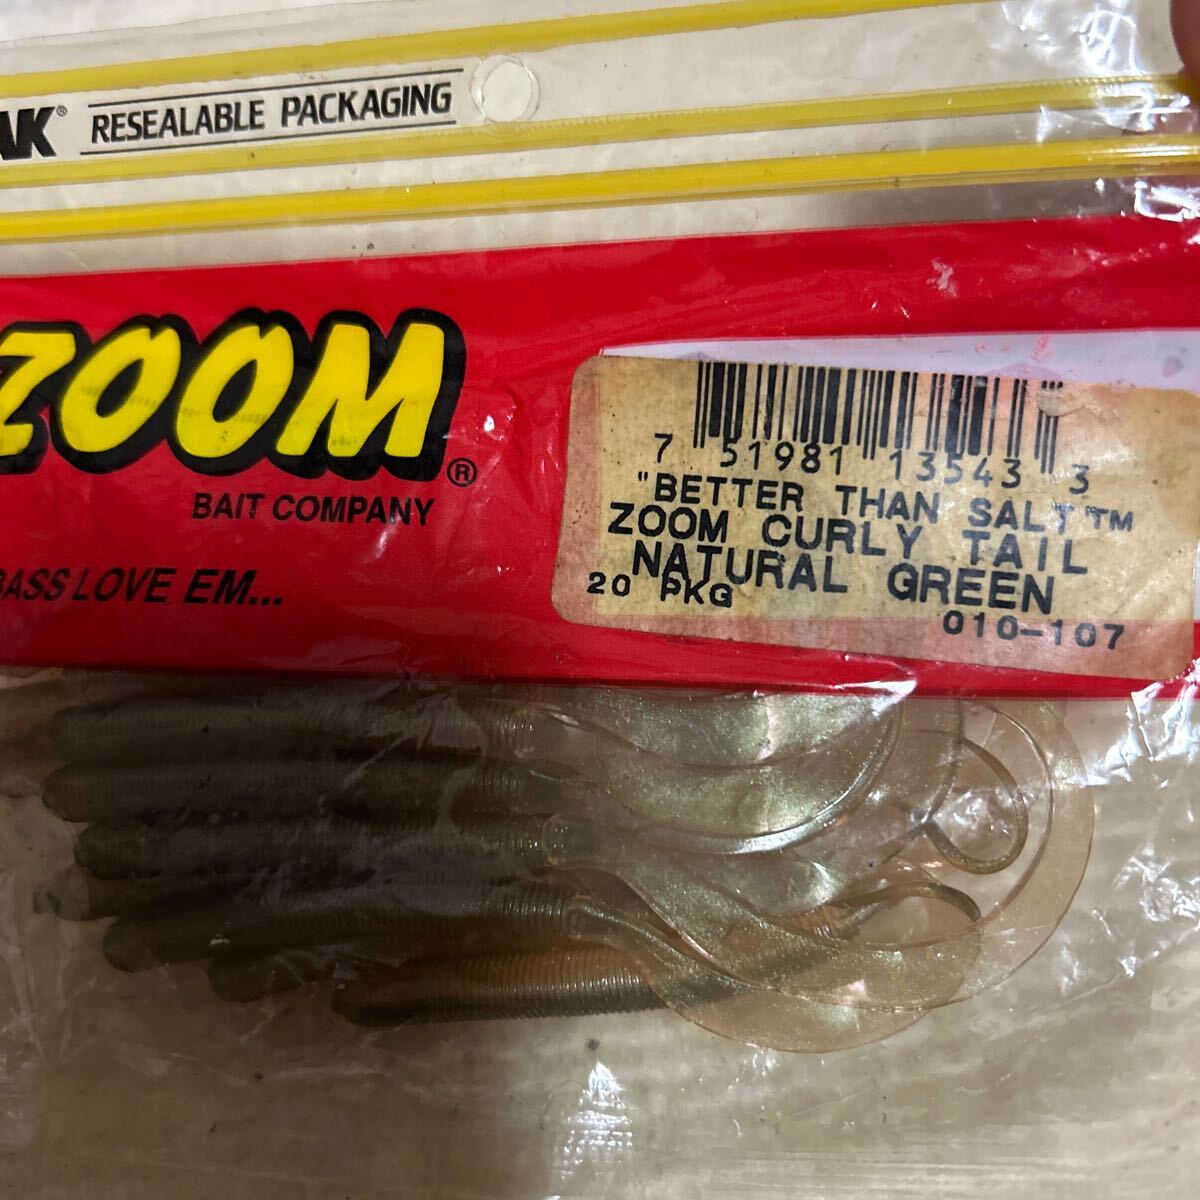 AK®
RESEALABLE PACKAGING
ZOOM®
BAIT COMPANY
BASS LOVE EM...
7 51981 13543 3
"BETTER THAN SALT"™
ZOOM CURLY TAIL
NATURAL GREEN
20 PKG
010-107